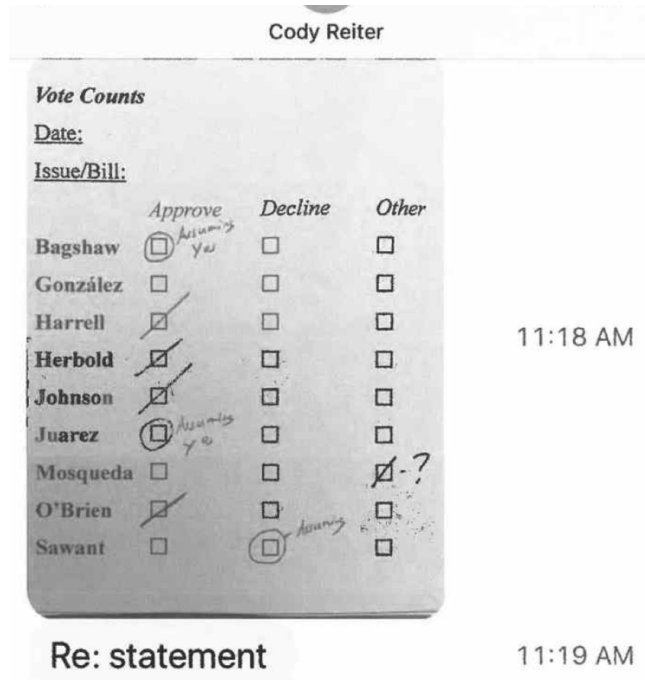 Cody Reiter
Vote Counts
Date:
Issue/Bill:
Approve Decline Other
Bagshaw Assuming Yes
González
Harrell
Herbold
Johnson
Juarez Assuming Yes
Mosqueda - ?
O'Brien
Sawant Assuming
11:18 AM
Re: statement
11:19 AM